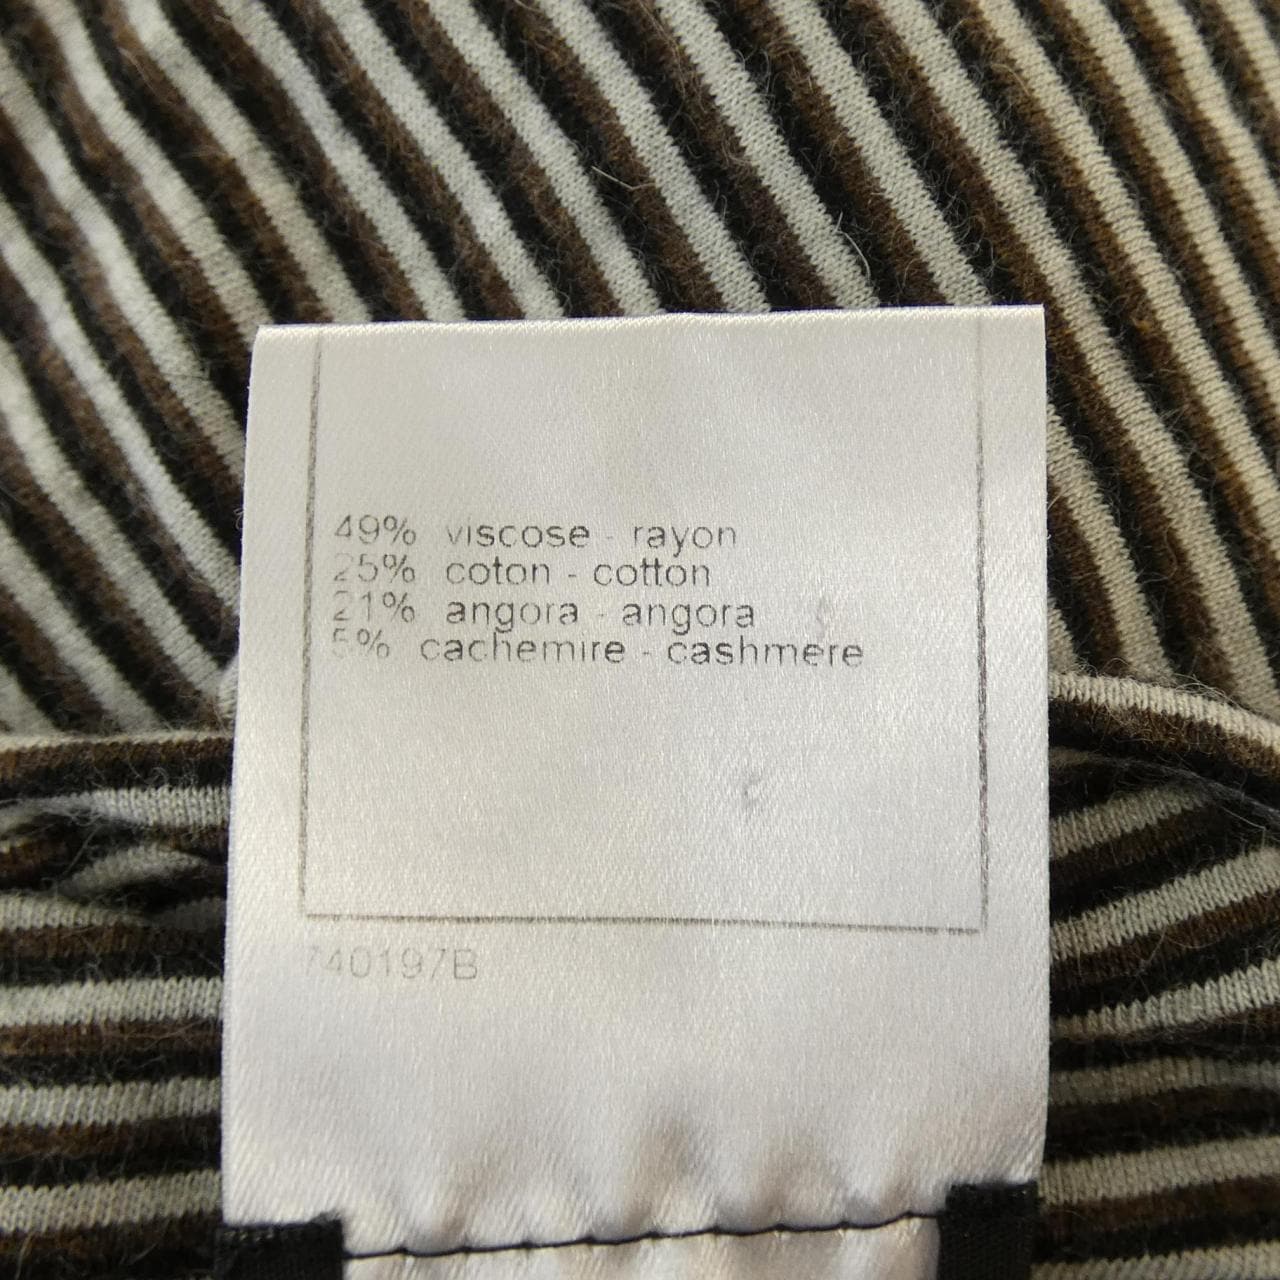 49% viscose - rayon
25% coton - cotton
21% angora - angora
5% cachemire - cashmere
740197B